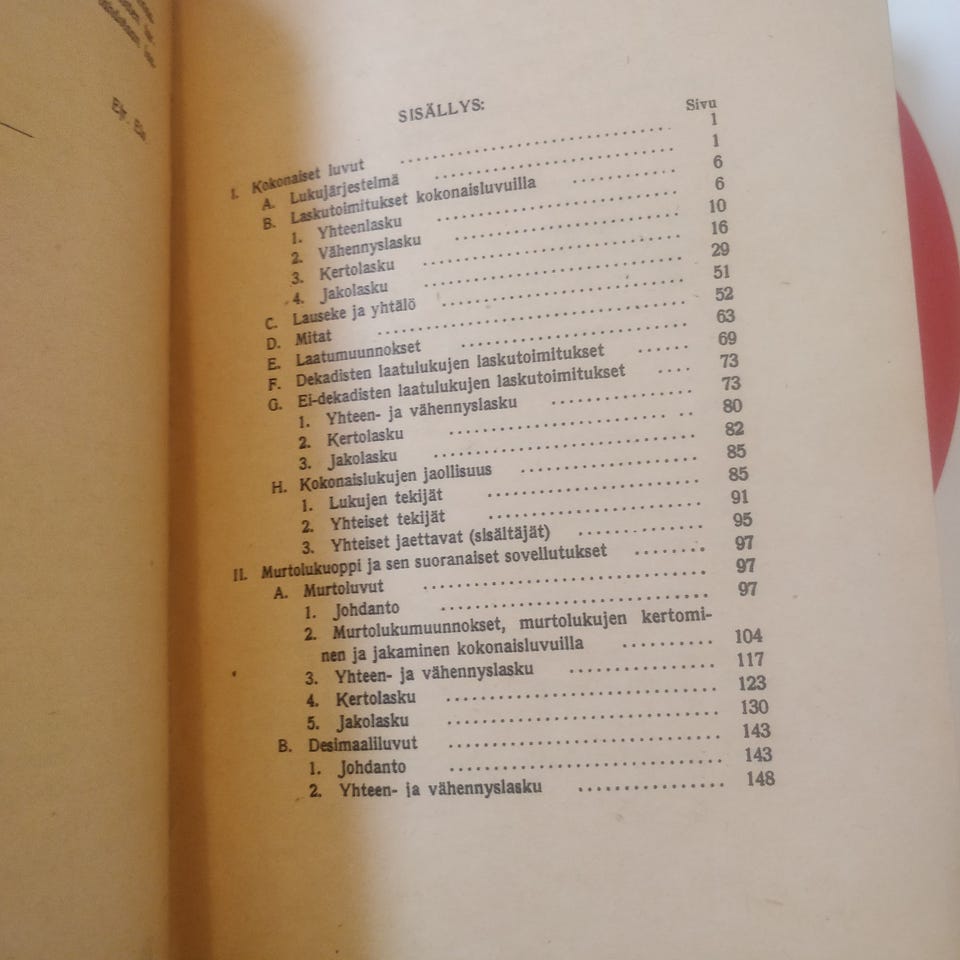 SISÄLLYS:
Sivu
I. Kokonaiset luvut .......................... 1
A. Lukujärjestelmä ....................... 1
B. Laskutoimitukset kokonaisluvuilla .......... 6
1. Yhteenlasku ....................... 6
2. Vähennyslasku ..................... 10
3. Kertolasku ........................ 16
4. Jakolasku ........................ 29
C. Lauseke ja yhtälö ...................... 51
D. Mitat ............................ 52
E. Laatumuunnokset .................... 63
F. Dekadisten laatulukujen laskutoimitukset ...... 69
G. Ei-dekadisten laatulukujen laskutoimitukset .... 73
1. Yhteen- ja vähennyslasku ............. 73
2. Kertolasku ........................ 80
3. Jakolasku ........................ 82
H. Kokonaislukujen jaollisuus ................ 85
1. Lukujen tekijät .................... 85
2. Yhteiset tekijät .................... 91
3. Yhteiset jaettavat (sisältäjät) ............ 95
II. Murtolukuoppi ja sen suoranaiset sovellutukset ........ 97
A. Murtoluvut .......................... 97
1. Johdanto ........................ 97
2. Murtolukumuunnokset, murtolukujen kertomi-
nen ja jakaminen kokonaisluvuilla .......... 104
3. Yhteen- ja vähennyslasku ............... 117
4. Kertolasku ........................ 123
5. Jakolasku ........................ 130
B. Desimaaliluvut ........................ 143
1. Johdanto ........................ 143
2. Yhteen- ja vähennyslasku ............... 148